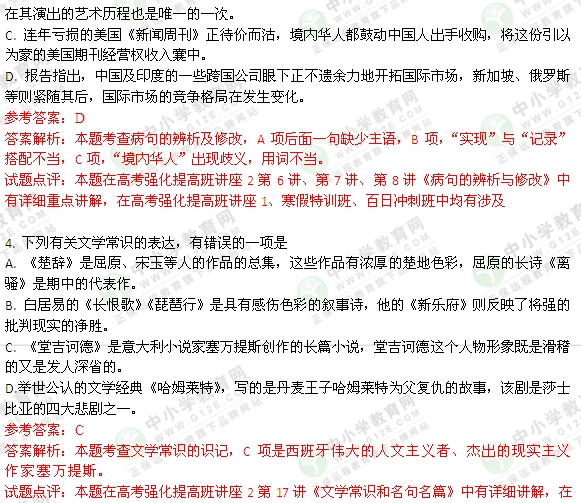 在其演出的艺术历程也是唯一的一次。
C. 连年亏损的美国《新闻周刊》正待价而沽，境内华人都鼓动中国人出手收购，将这份引以
为蒙的美国期刊经营权收入囊中。
D. 报告指出，中国及印度的一些跨国公司眼下正不遗余力地开拓国际市场，新加坡、俄罗斯
等则紧随其后，国际市场的竞争格局在发生变化。
参考答案：D
答案解析：本题考查病句的辨析及修改，A 项后面一句缺少主语，B 项，“实现”与“记录”
搭配不当，C 项，“境内华人”出现歧义，用词不当。
试题点评：本题在高考强化提高班讲座 2 第 6 讲、第 7 讲、第 8 讲《病句的辨析与修改》中
有详细重点讲解，在高考强化提高班讲座 1、寒假特训班、百日冲刺班中均有涉及
4. 下列有关文学常识的表达，有错误的一项是
A. 《楚辞》是屈原、宋玉等人的作品的总集，这些作品有浓厚的楚地色彩，屈原的长诗《离
骚》是期中的代表作。
B. 白居易的《长恨歌》《琵琶行》是具有感伤色彩的叙事诗，他的《新乐府》则反映了将强的
批判现实的诤胜。
C. 《堂吉诃德》是意大利小说家塞万提斯创作的长篇小说，堂吉诃德这个人物形象既是滑稽
的又是发人深省的。
D.举世公认的文学经典《哈姆莱特》，写的是丹麦王子哈姆莱特为父复仇的故事，该剧是莎士
比亚的四大悲剧之一。
参考答案：C
答案解析：本题考查文学常识的识记，C 项是西班牙伟大的人文主义者、杰出的现实主义
作家塞万提斯。
试题点评：本题在高考强化提高班讲座 2 第 17 讲《文学常识和名句名篇》中有详细讲解，在